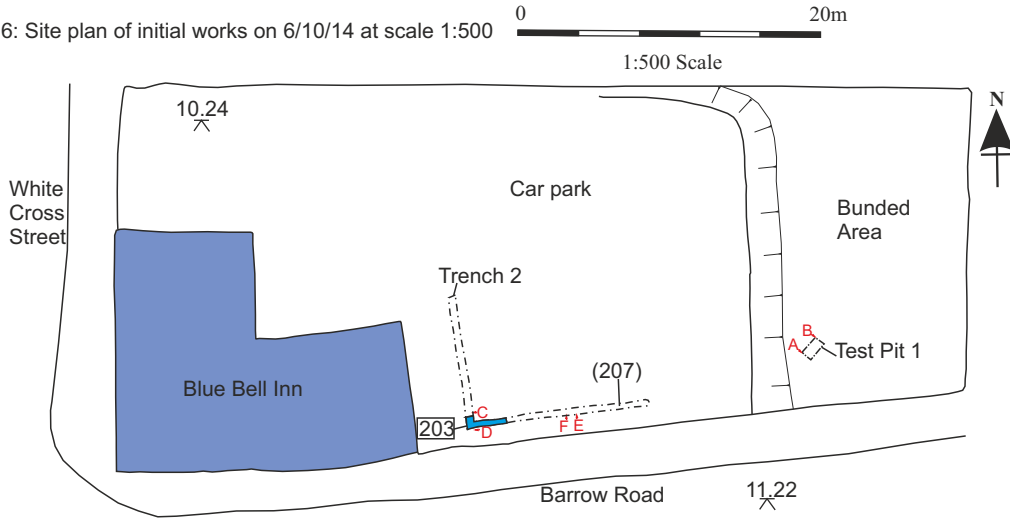 6: Site plan of initial works on 6/10/14 at scale 1:500
0
20m
1:500 Scale
10.24
N
White
Cross
Street
Car park
Bunded
Area
Trench 2
B
A
Test Pit 1
(207)
Blue Bell Inn
C
203
D
F
E
Barrow Road
11.22